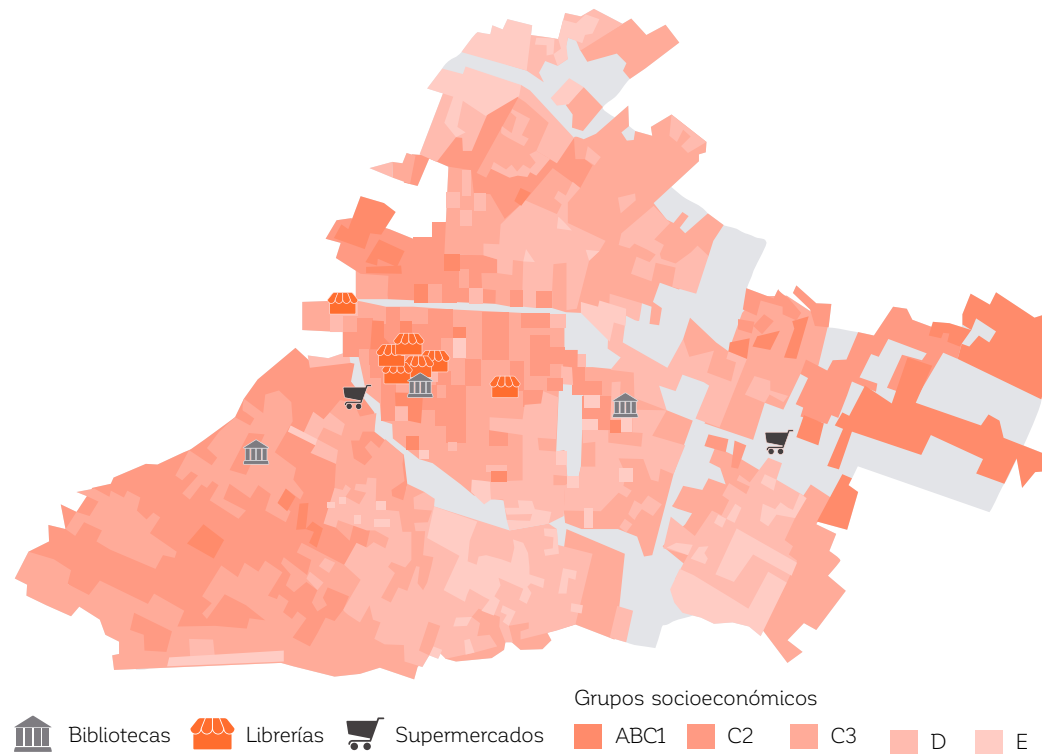 Grupos socioeconómicos
Bibliotecas Librerías Supermercados ABC1 C2 C3 D E